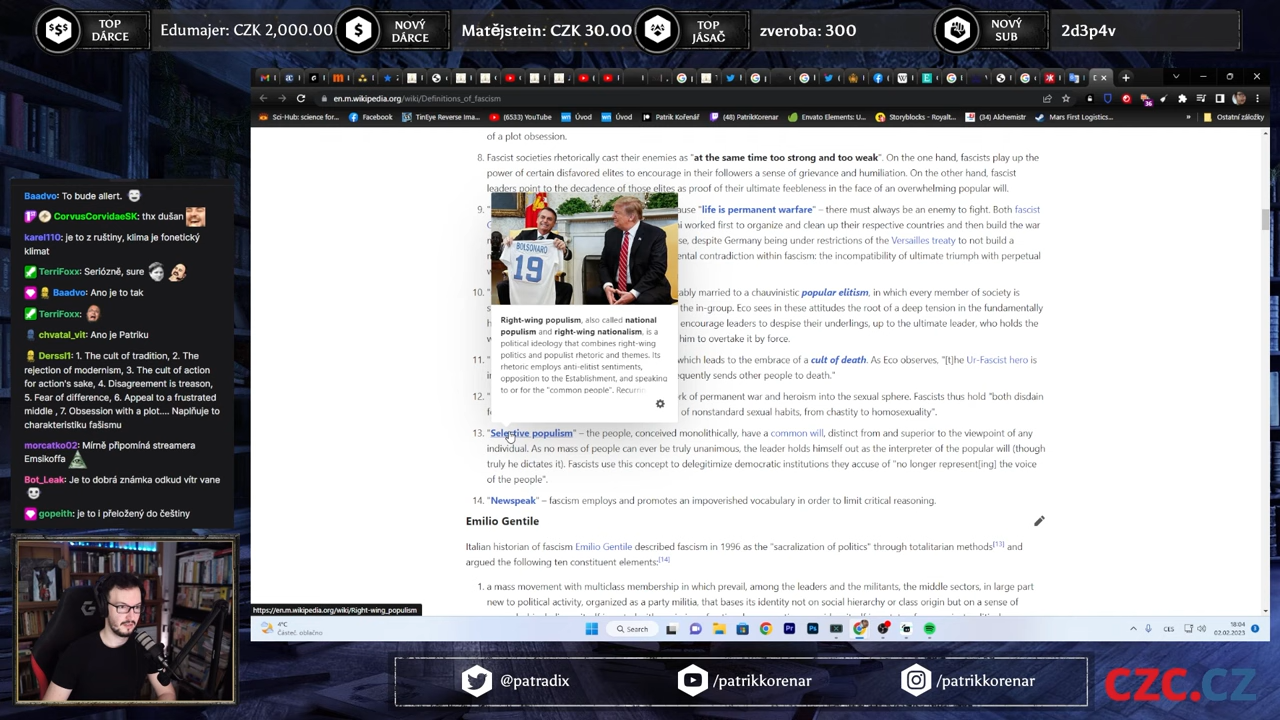 TOP
DÁRCE
Edumajer: CZK 2,000.00
NOVÝ
DÁRCE
Matějstein: CZK 30.00
TOP
JÁSAČ
zveroba: 300
NOVÝ
SUB
2d3p4v
en.m.wikipedia.org/wiki/Definitions_of_fascism
Sci-Hub: science for...
Facebook
TinEye Reverse Ima...
(6533) YouTube
Úvod
Úvod
Patrik Kořenář
(48) PatrikKorenar
Envato Elements: U...
Storyblocks - Royalt...
(34) Alchemistr
Mars First Logistics...
Ostatní záložky
Baadvo: To bude allert.
CorvusCorvidaeSK: thx dušan
karel110: je to z ruštiny, klima je fonetický
klimat
TerriFoxx: Seriózně, sure
Baadvo: Ano je to tak
TerriFoxx:
chvatal_vit: Ano je Patriku
Derssl1: 1. The cult of tradition, 2. The
rejection of modernism, 3. The cult of
action for action's sake, 4. Disagreement is treason,
5. Fear of difference, 6. Appeal to a frustrated
middle , 7. Obsession with a plot.... Naplňuje to
charakteristiku fašismu
morcatko02: Mírně připomíná streamera
Emsikoffa
Bot_Leak: Je to dobrá známka odkud vítr vane
gopeith: je to i přeložený do češtiny
of a plot obsession.
8. Fascist societies rhetorically cast their enemies as "at the same time too strong and too weak". On the one hand, fascists play up the
power of certain disfavored elites to encourage in their followers a sense of grievance and humiliation. On the other hand, fascist
leaders point to the decadence of those elites as proof of their ultimate feebleness in the face of an overwhelming popular will.
9. " cause "life is permanent warfare" – there must always be an enemy to fight. Both fascist
ni worked first to organize and clean up their respective countries and then build the war
se, despite Germany being under restrictions of the Versailles treaty to not build a
ental contradiction within fascism: the incompatibility of ultimate triumph with perpetual
10. " ably married to a chauvinistic popular elitism, in which every member of society is
the in-group. Eco sees in these attitudes the root of a deep tension in the fundamentally
encourage leaders to despise their underlings, up to the ultimate leader, who holds the
him to overtake it by force.
11. " which leads to the embrace of a cult of death. As Eco observes, "[t]he Ur-Fascist hero is
quently sends other people to death."
12. " rk of permanent war and heroism into the sexual sphere. Fascists thus hold "both disdain
of nonstandard sexual habits, from chastity to homosexuality".
BOLSONARO
19
Right-wing populism, also called national
populism and right-wing nationalism, is a
political ideology that combines right-wing
politics and populist rhetoric and themes. Its
rhetoric employs anti-elitist sentiments,
opposition to the Establishment, and speaking
to or for the "common people". Recurr
13. "Selective populism" – the people, conceived monolithically, have a common will, distinct from and superior to the viewpoint of any
individual. As no mass of people can ever be truly unanimous, the leader holds himself out as the interpreter of the popular will (though
truly he dictates it). Fascists use this concept to delegitimize democratic institutions they accuse of "no longer represent[ing] the voice
of the people".
14. "Newspeak" – fascism employs and promotes an impoverished vocabulary in order to limit critical reasoning.
Emilio Gentile
Italian historian of fascism Emilio Gentile described fascism in 1996 as the "sacralization of politics" through totalitarian methods[13] and
argued the following ten constituent elements:[14]
1. a mass movement with multiclass membership in which prevail, among the leaders and the militants, the middle sectors, in large part
new to political activity, organized as a party militia, that bases its identity not on social hierarchy or class origin but on a sense of
https://en.m.wikipedia.org/wiki/Right-wing_populism
4°C
Částeč. oblačno
Search
CES
18:04
02.02.2023
@patradix
/patrikkorenar
/patrikkorenar
CZC.CZ